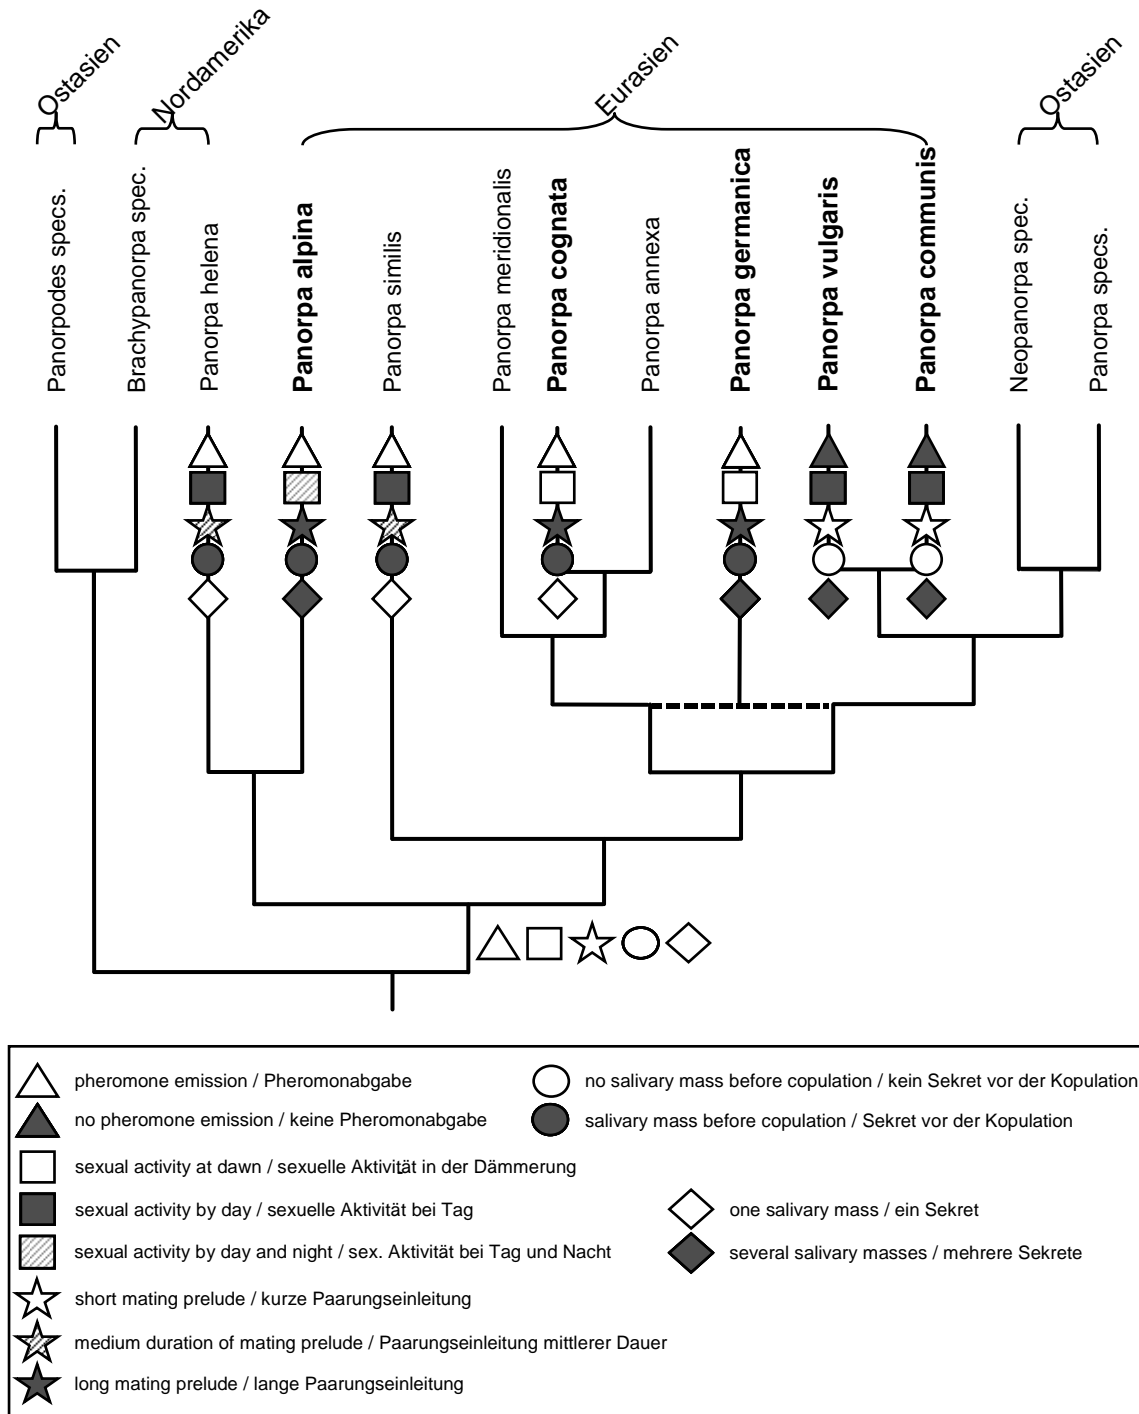 Ostasien
Nordamerika
Eurasien
Ostasien
Panorpodes specs.
Brachypanorpa spec.
Panorpa helena
Panorpa alpina
Panorpa similis
Panorpa meridionalis
Panorpa cognata
Panorpa annexa
Panorpa germanica
Panorpa vulgaris
Panorpa communis
Neopanorpa spec.
Panorpa specs.
pheromone emission / Pheromonabgabe
no pheromone emission / keine Pheromonabgabe
sexual activity at dawn / sexuelle Aktivität in der Dämmerung
sexual activity by day / sexuelle Aktivität bei Tag
sexual activity by day and night / sex. Aktivität bei Tag und Nacht
short mating prelude / kurze Paarungseinleitung
medium duration of mating prelude / Paarungseinleitung mittlerer Dauer
long mating prelude / lange Paarungseinleitung
no salivary mass before copulation / kein Sekret vor der Kopulation
salivary mass before copulation / Sekret vor der Kopulation
one salivary mass / ein Sekret
several salivary masses / mehrere Sekrete